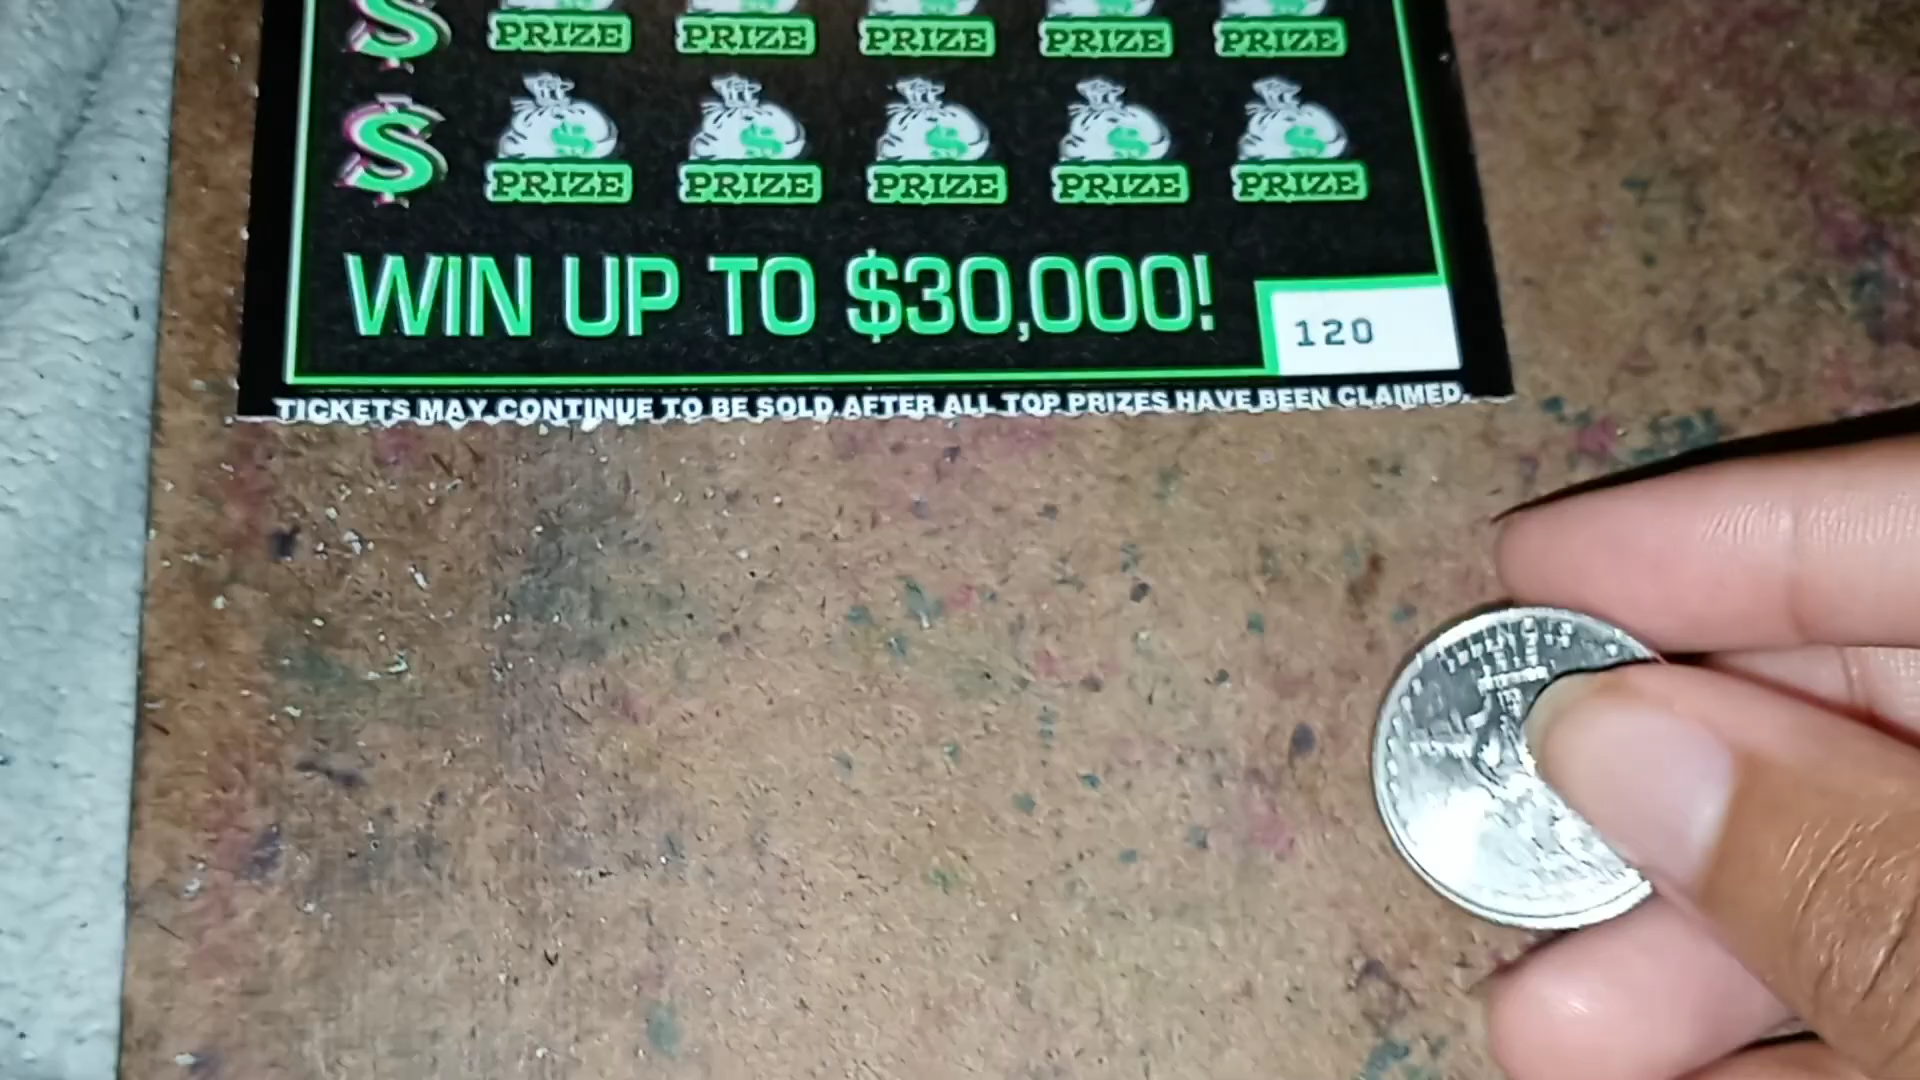 $ PRIZE PRIZE PRIZE PRIZE PRIZE
$ PRIZE PRIZE PRIZE PRIZE PRIZE
WIN UP TO $30,000!
120
TICKETS MAY CONTINUE TO BE SOLD AFTER ALL TOP PRIZES HAVE BEEN CLAIMED.